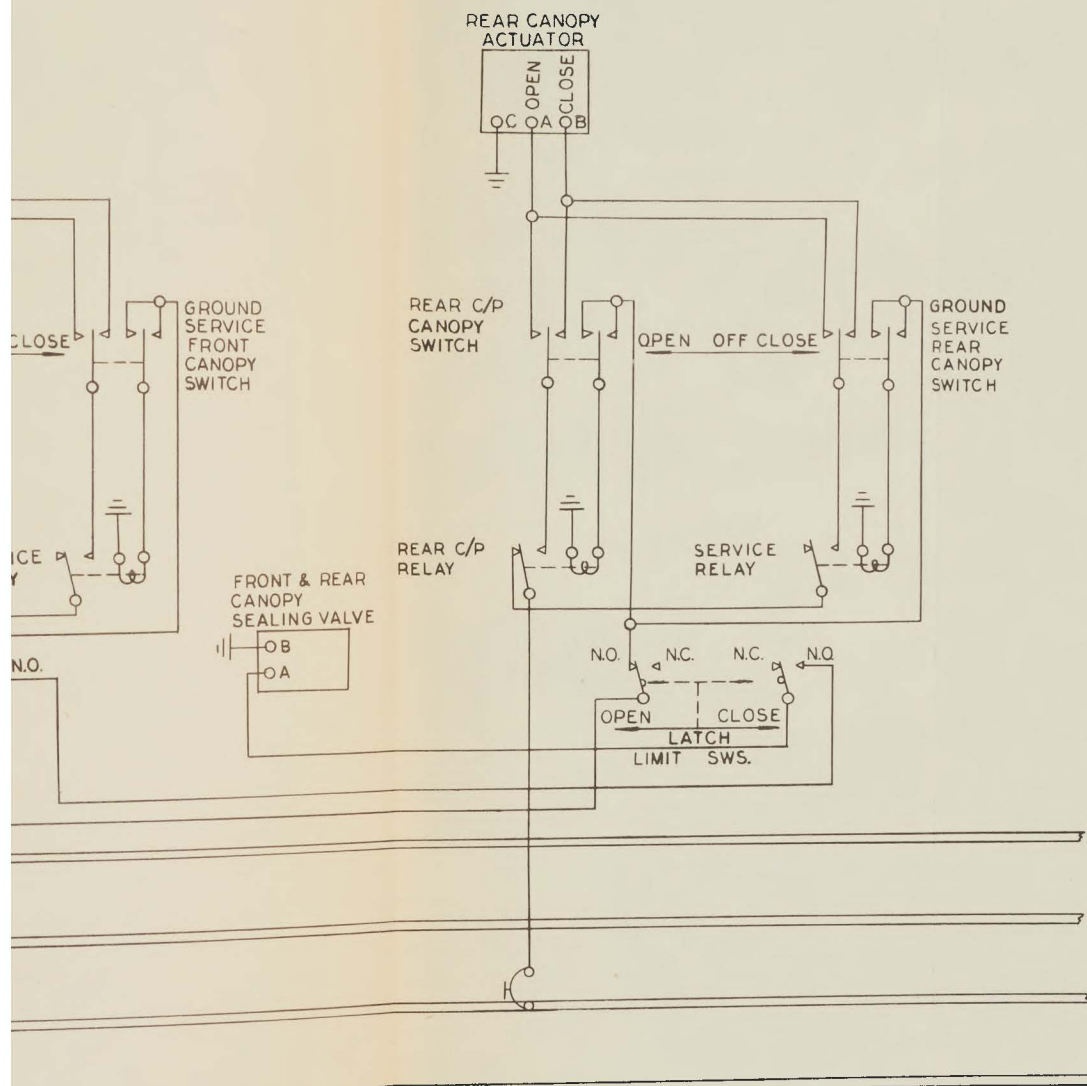 REAR CANOPY
ACTUATOR
OPEN
CLOSE
C A B
GROUND
SERVICE
FRONT
CANOPY
SWITCH
CLOSE
REAR C/P
CANOPY
SWITCH
OPEN OFF CLOSE
GROUND
SERVICE
REAR
CANOPY
SWITCH
REAR C/P
RELAY
SERVICE
RELAY
FRONT & REAR
CANOPY
SEALING VALVE
B
A
N.O.
N.O. N.C. N.C. N.O.
OPEN CLOSE
LATCH
LIMIT SWS.